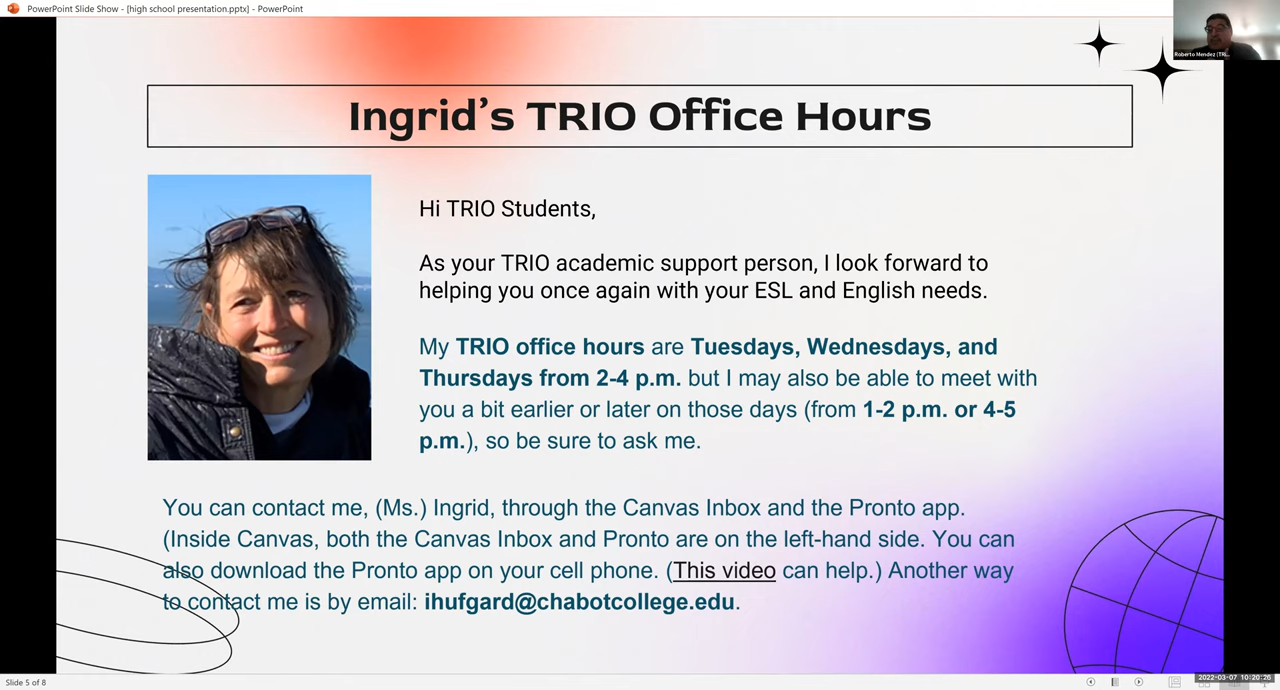 PowerPoint Slide Show - [high school presentation.pptx] - PowerPoint
Roberto Mendez (TRI...
Ingrid's TRIO Office Hours
Hi TRIO Students,
As your TRIO academic support person, I look forward to
helping you once again with your ESL and English needs.
My TRIO office hours are Tuesdays, Wednesdays, and
Thursdays from 2-4 p.m. but I may also be able to meet with
you a bit earlier or later on those days (from 1-2 p.m. or 4-5
p.m.), so be sure to ask me.
You can contact me, (Ms.) Ingrid, through the Canvas Inbox and the Pronto app.
(Inside Canvas, both the Canvas Inbox and Pronto are on the left-hand side. You can
also download the Pronto app on your cell phone. (This video can help.) Another way
to contact me is by email: ihufgard@chabotcollege.edu.
Slide 5 of 8
2022-03-07 10:20:26